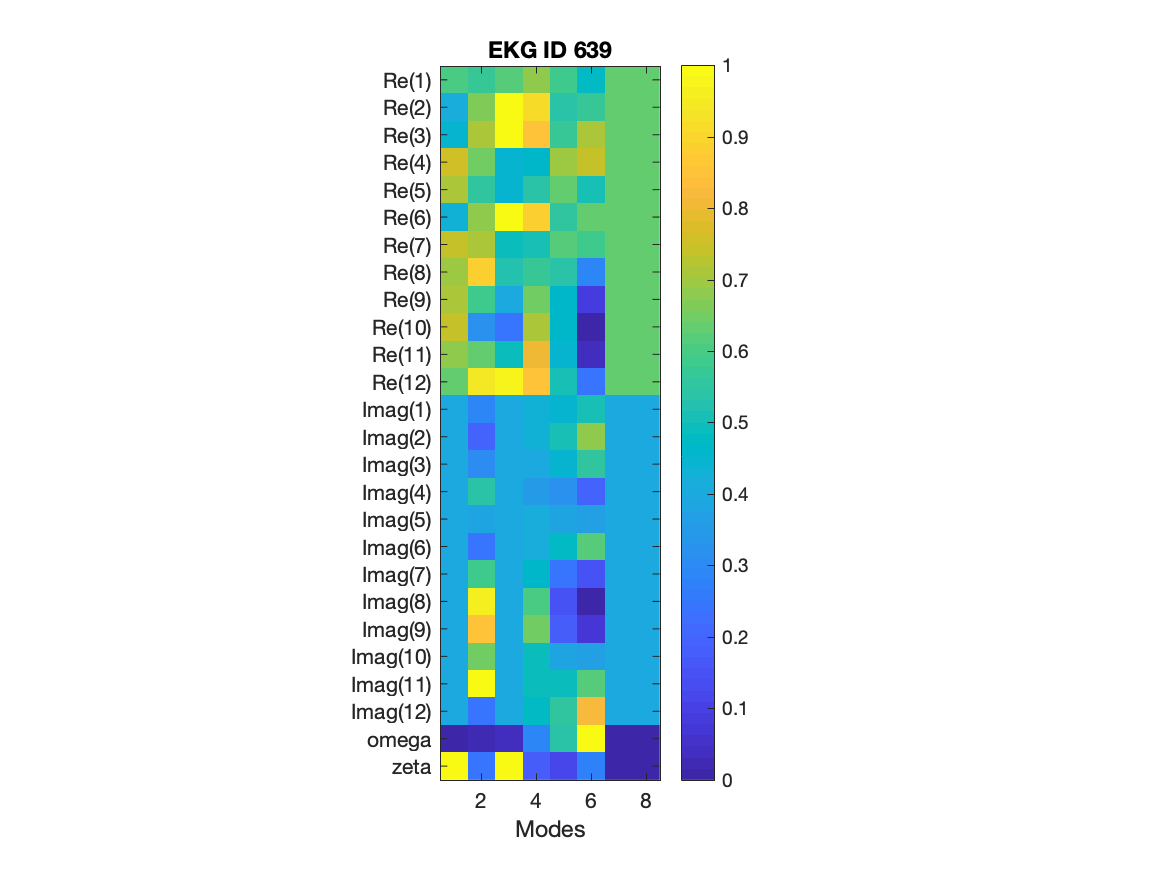 EKG ID 639
Re(1)
Re(2)
Re(3)
Re(4)
Re(5)
Re(6)
Re(7)
Re(8)
Re(9)
Re(10)
Re(11)
Re(12)
Imag(1)
Imag(2)
Imag(3)
Imag(4)
Imag(5)
Imag(6)
Imag(7)
Imag(8)
Imag(9)
Imag(10)
Imag(11)
Imag(12)
omega
zeta
2 4 6 8
Modes
1
0.9
0.8
0.7
0.6
0.5
0.4
0.3
0.2
0.1
0